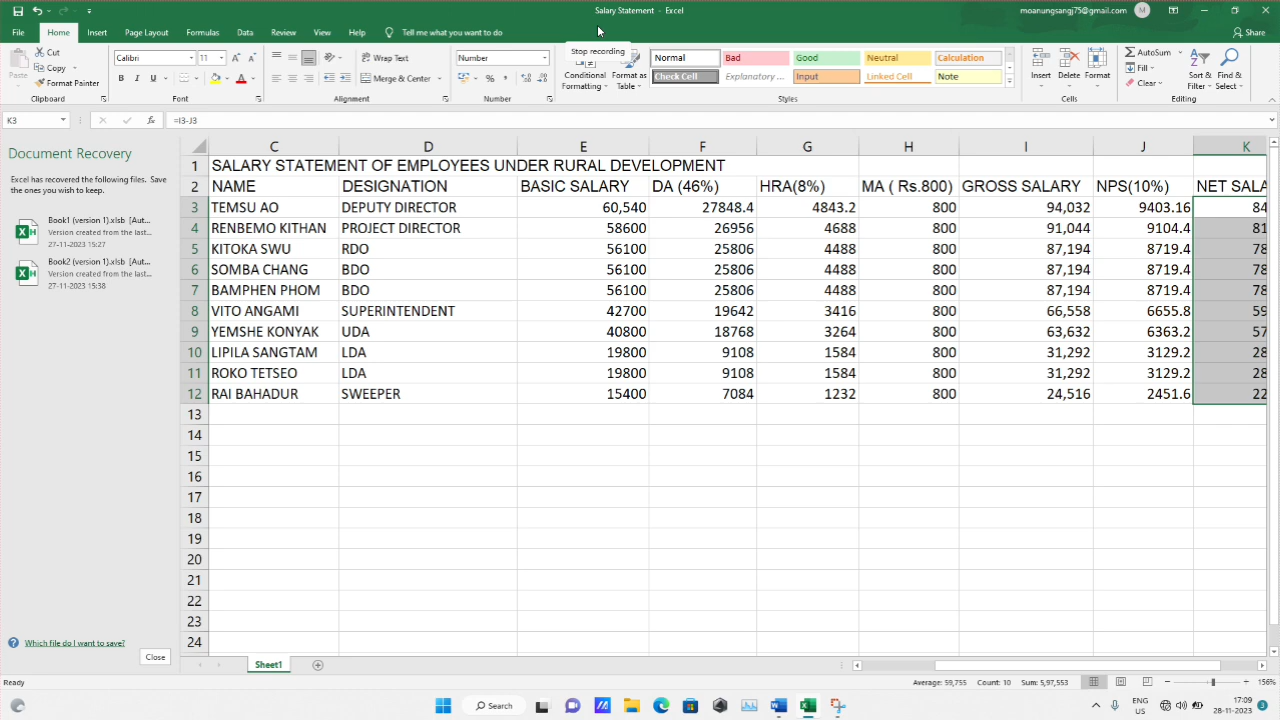 Salary Statement - Excel
moanungsangj75@gmail.com M
File Home Insert Page Layout Formulas Data Review View Help Tell me what you want to do Share
Stop recording
Paste Cut Copy Format Painter Clipboard
Calibri 11 B I U A Font
Wrap Text Merge & Center Alignment
Number % Number
Conditional Formatting Format as Table
Normal Bad Good Neutral Calculation
Check Cell Explanatory ... Input Linked Cell Note
Styles
Insert Delete Format Cells
AutoSum Fill Clear Sort & Filter Find & Select Editing
K3 fx =I3-J3
Document Recovery
Excel has recovered the following files. Save
the ones you wish to keep.
Book1 (version 1).xlsb [Aut...
Version created from the last...
27-11-2023 15:27
Book2 (version 1).xlsb [Aut...
Version created from the last...
27-11-2023 15:38
Which file do I want to save?
Close
C D E F G H I J K
1 SALARY STATEMENT OF EMPLOYEES UNDER RURAL DEVELOPMENT
2 NAME DESIGNATION BASIC SALARY DA (46%) HRA(8%) MA ( Rs.800) GROSS SALARY NPS(10%) NET SALA
3 TEMSU AO DEPUTY DIRECTOR 60,540 27848.4 4843.2 800 94,032 9403.16 84
4 RENBEMO KITHAN PROJECT DIRECTOR 58600 26956 4688 800 91,044 9104.4 81
5 KITOKA SWU RDO 56100 25806 4488 800 87,194 8719.4 78
6 SOMBA CHANG BDO 56100 25806 4488 800 87,194 8719.4 78
7 BAMPHEN PHOM BDO 56100 25806 4488 800 87,194 8719.4 78
8 VITO ANGAMI SUPERINTENDENT 42700 19642 3416 800 66,558 6655.8 59
9 YEMSHE KONYAK UDA 40800 18768 3264 800 63,632 6363.2 57
10 LIPILA SANGTAM LDA 19800 9108 1584 800 31,292 3129.2 28
11 ROKO TETSEO LDA 19800 9108 1584 800 31,292 3129.2 28
12 RAI BAHADUR SWEEPER 15400 7084 1232 800 24,516 2451.6 22
13
14
15
16
17
18
19
20
21
22
23
24
Sheet1
Ready Average: 59,755 Count: 10 Sum: 5,97,553 156%
Search
ENG
US
17:09
28-11-2023
3